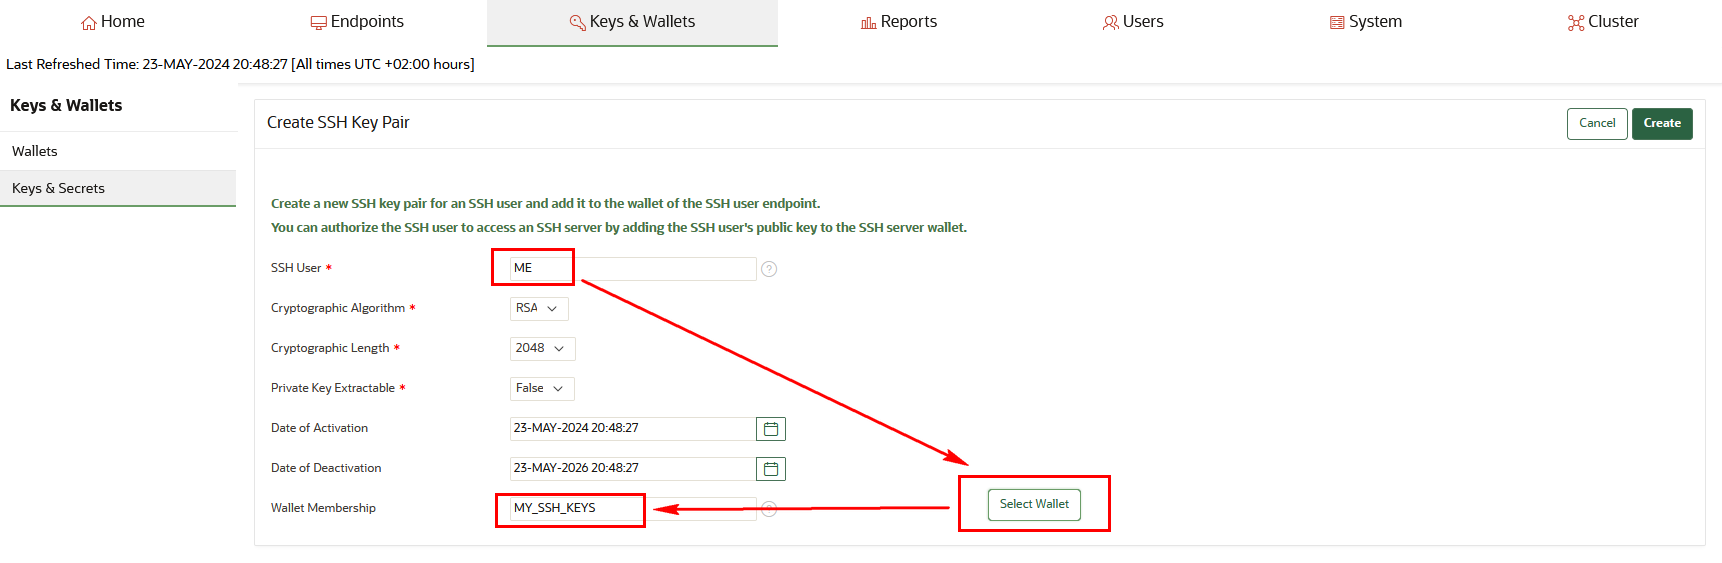 Home Endpoints Keys & Wallets Reports Users System Cluster
Last Refreshed Time: 23-MAY-2024 20:48:27 [All times UTC +02:00 hours]
Keys & Wallets
Wallets
Keys & Secrets
Create SSH Key Pair
Cancel Create
Create a new SSH key pair for an SSH user and add it to the wallet of the SSH user endpoint.
You can authorize the SSH user to access an SSH server by adding the SSH user's public key to the SSH server wallet.
SSH User * ME ?
Cryptographic Algorithm * RSA
Cryptographic Length * 2048
Private Key Extractable * False
Date of Activation 23-MAY-2024 20:48:27
Date of Deactivation 23-MAY-2026 20:48:27
Wallet Membership MY_SSH_KEYS ? Select Wallet